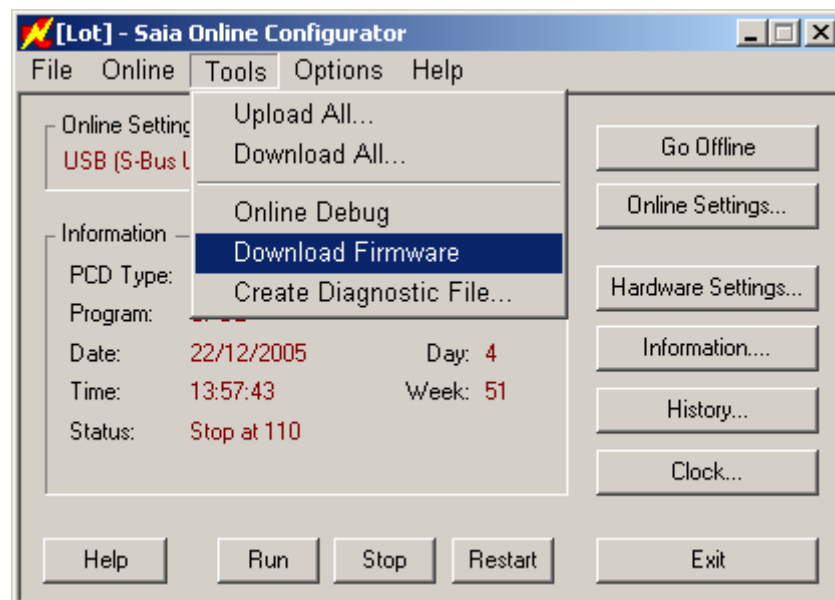 [Lot] - Saia Online Configurator
File Online Tools Options Help
Upload All...
Download All...
Online Debug
Download Firmware
Create Diagnostic File...
Online
USB (S-Bus
Go Offline
Online Settings...
Hardware Settings...
Information....
History...
Clock...
Information
PCD Type:
Program:
Date: 22/12/2005 Day: 4
Time: 13:57:43 Week: 51
Status: Stop at 110
Help Run Stop Restart Exit